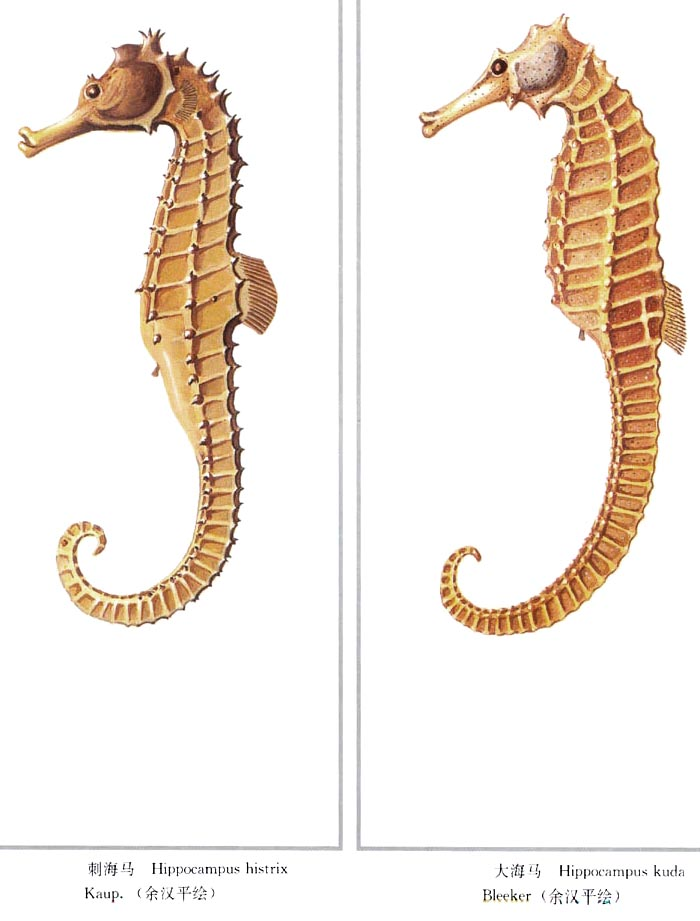 刺海马 Hippocampus histrix
Kaup. （余汉平绘）
大海马 Hippocampus kuda
Bleeker（余汉平绘）